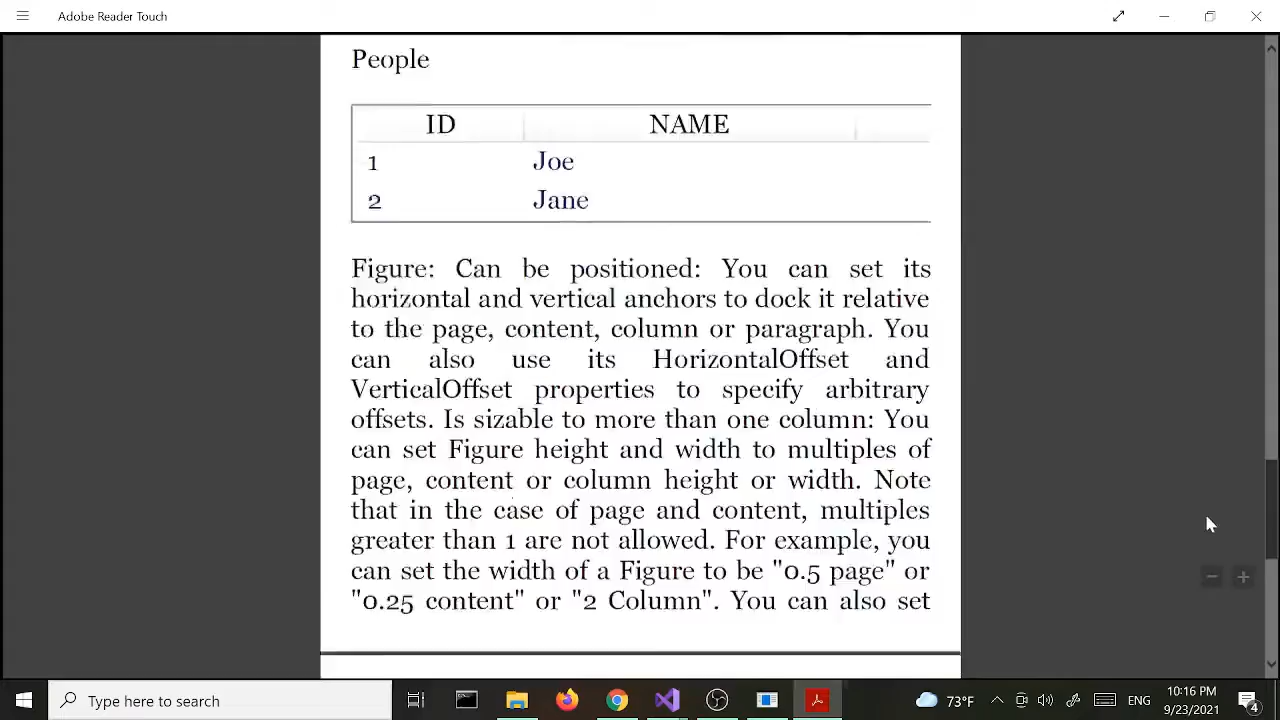 Adobe Reader Touch
People
ID NAME
1 Joe
2 Jane
Figure: Can be positioned: You can set its
horizontal and vertical anchors to dock it relative
to the page, content, column or paragraph. You
can also use its HorizontalOffset and
VerticalOffset properties to specify arbitrary
offsets. Is sizable to more than one column: You
can set Figure height and width to multiples of
page, content or column height or width. Note
that in the case of page and content, multiples
greater than 1 are not allowed. For example, you
can set the width of a Figure to be "0.5 page" or
"0.25 content" or "2 Column". You can also set
Type here to search
73°F
ENG
10:16 PM
9/23/2021
4